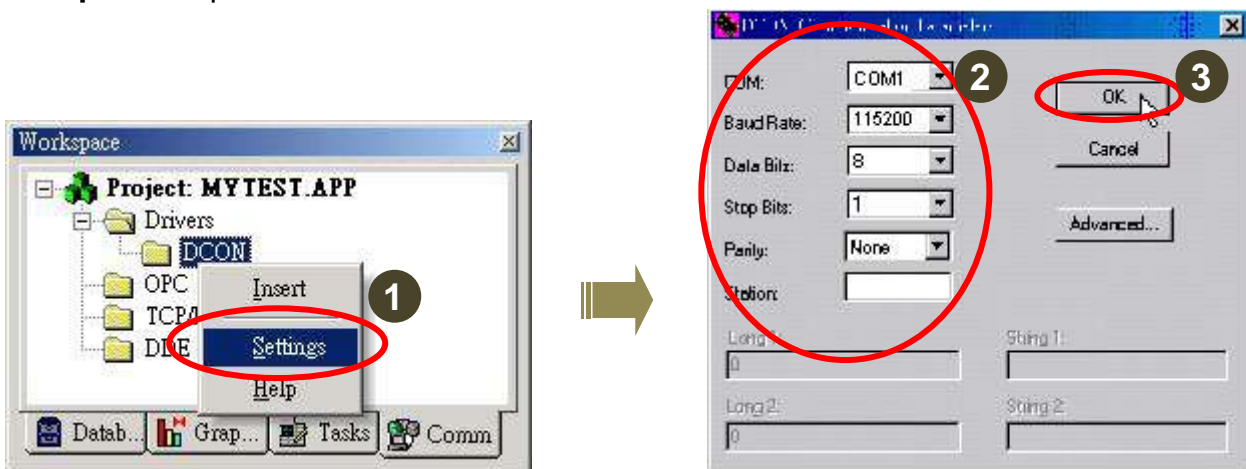 Workspace
Project: MYTEST.APP
Drivers
DCON
OPC
TCP/
DDE
Insert
Settings
Help
1
Datab...
Grap...
Tasks
Comm
2
3
COM:
COM1
Baud Rate:
115200
Data Bits:
8
Stop Bits:
1
Parity:
None
Station:
OK
Cancel
Advanced...
Long 1:
0
String 1:
Long 2:
0
String 2: